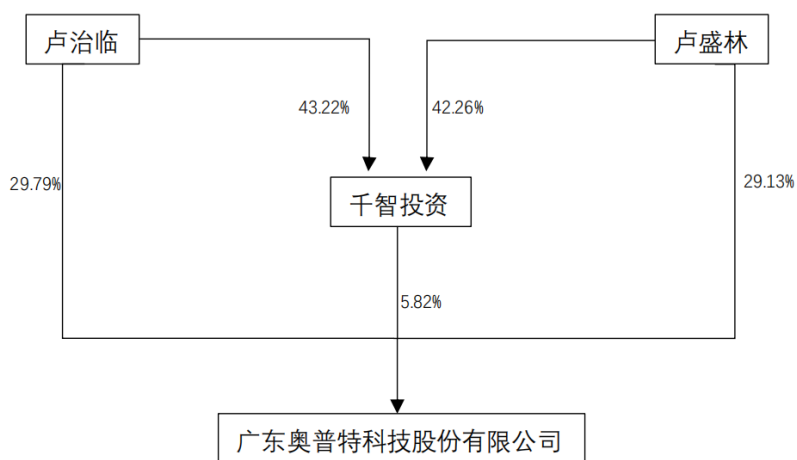 卢治临
卢盛林
43.22%
42.26%
29.79%
29.13%
千智投资
5.82%
广东奥普特科技股份有限公司